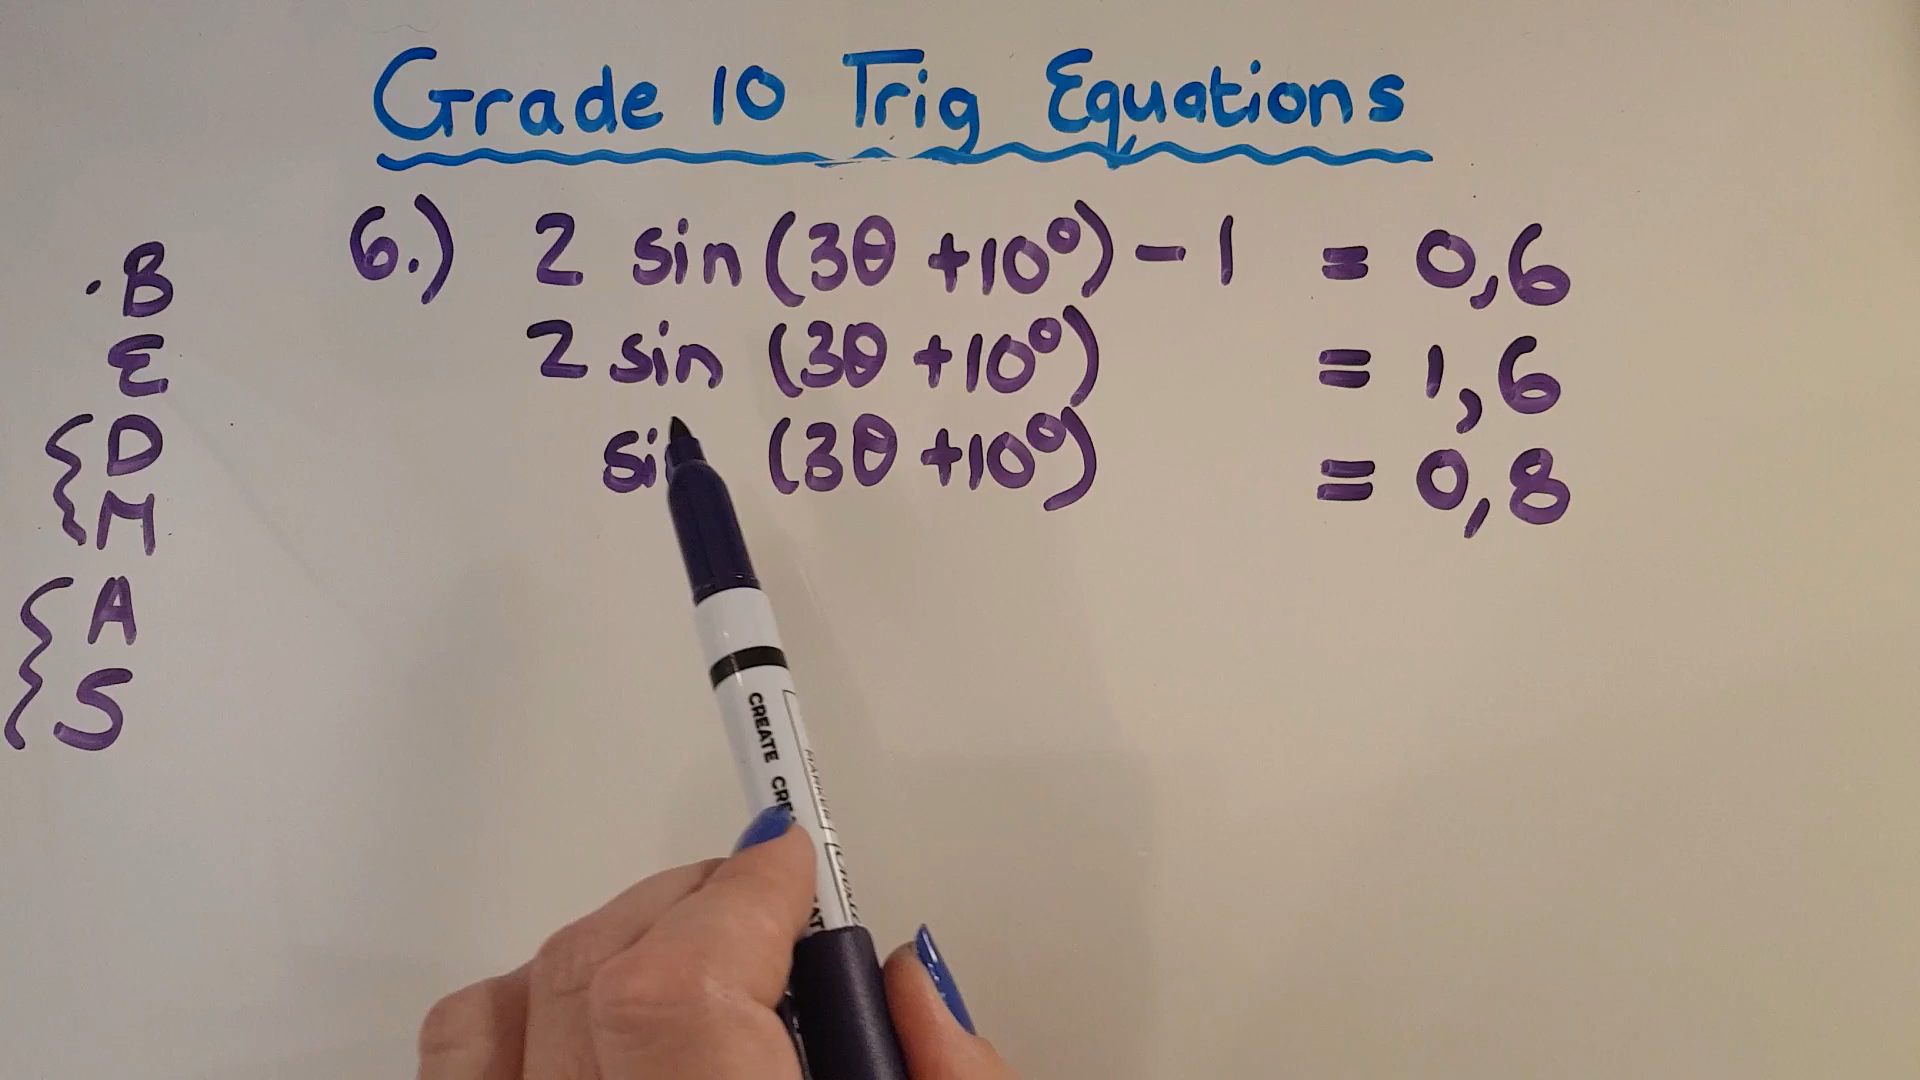 Grade 10 Trig Equations
6.) 2 sin(3θ +10°) - 1 = 0,6
2 sin (3θ +10°) = 1,6
(3θ +10°) = 0,8
B
E
D
M
A
S
CREATE